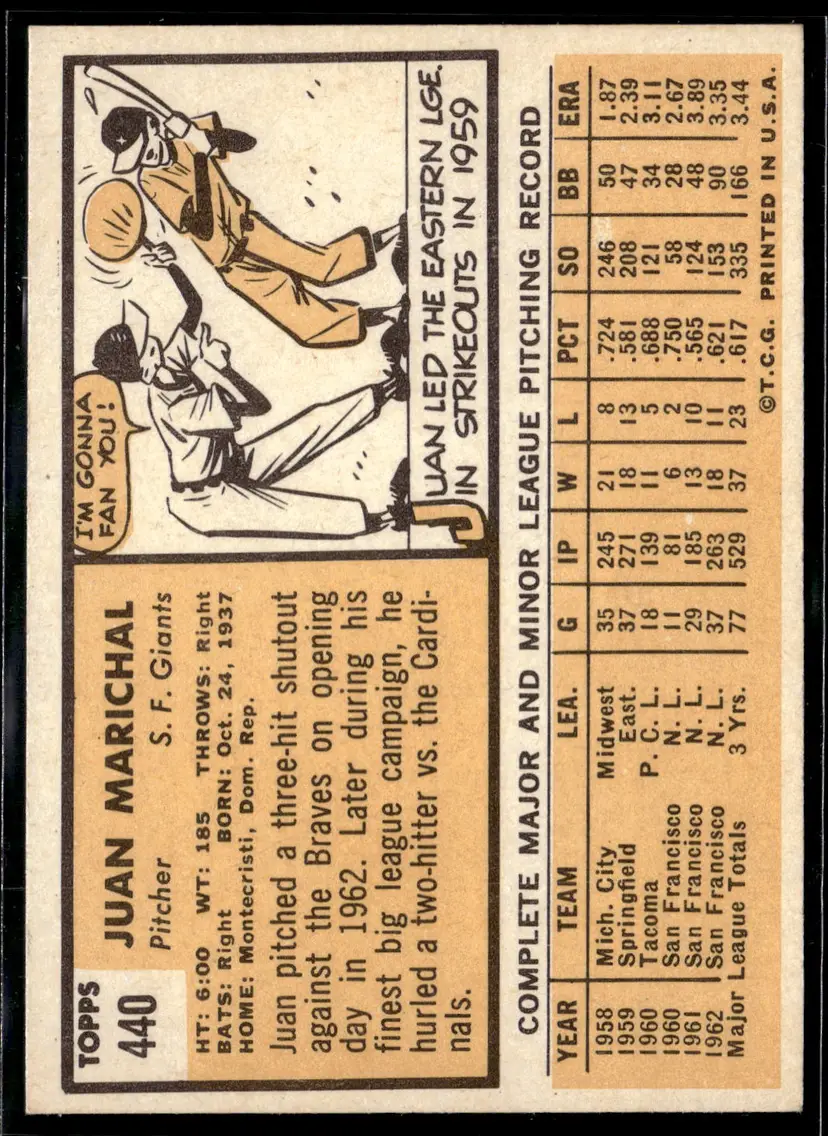 TOPPS
440
JUAN MARICHAL
Pitcher S. F. Giants
HT: 6:00 WT: 185 THROWS: Right
BATS: Right BORN: Oct. 24, 1937
HOME: Montecristi, Dom. Rep.
Juan pitched a three-hit shutout
against the Braves on opening
day in 1962. Later during his
finest big league campaign, he
hurled a two-hitter vs. the Cardi-
nals.
I'M GONNA
FAN YOU!
JUAN LED THE EASTERN LGE.
IN STRIKEOUTS IN 1959
COMPLETE MAJOR AND MINOR LEAGUE PITCHING RECORD
YEAR TEAM LEA. G IP W L PCT SO BB ERA
1958 Mich. City Midwest 35 245 21 8 .724 246 50 1.87
1959 Springfield East. 37 271 18 13 .581 208 47 2.39
1960 Tacoma P. C. L. 18 139 11 5 .688 121 34 3.11
1960 San Francisco N. L. 11 81 6 2 .750 58 28 2.67
1961 San Francisco N. L. 29 185 13 10 .565 124 48 3.89
1962 San Francisco N. L. 37 263 18 11 .621 153 90 3.35
Major League Totals 3 Yrs. 77 529 37 23 .617 335 166 3.44
©T.C.G. PRINTED IN U.S.A.